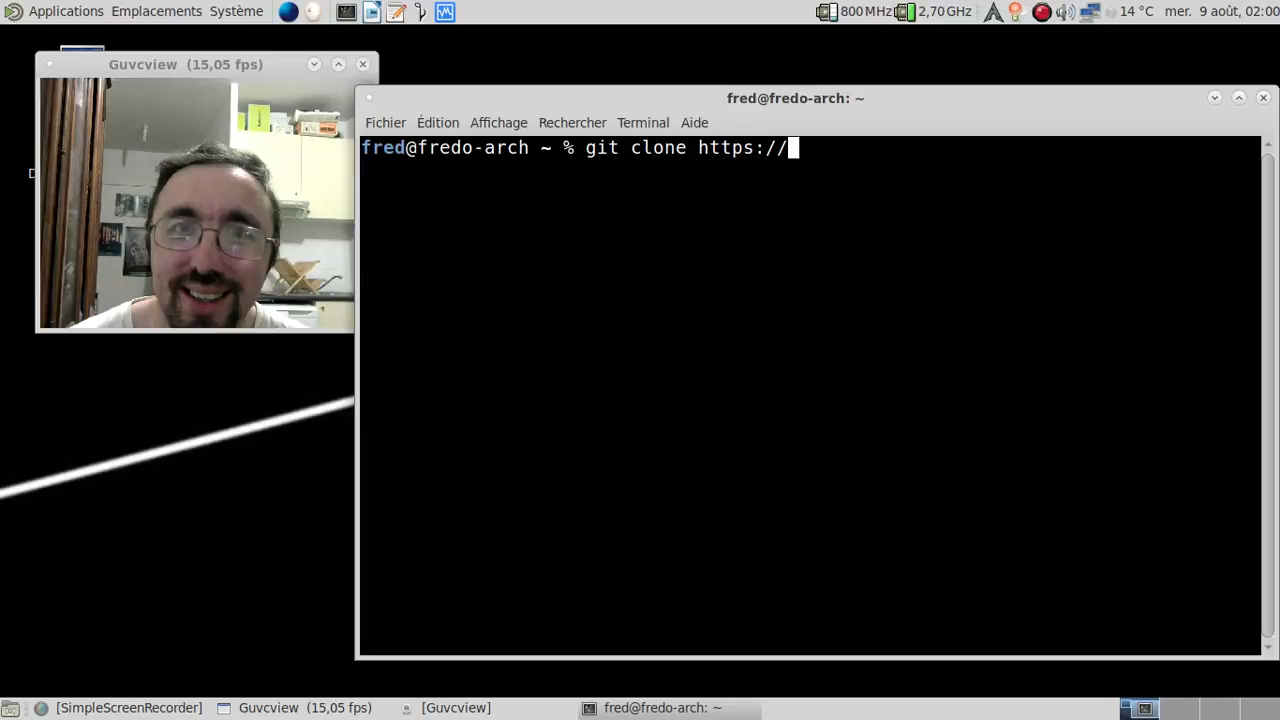 Applications Emplacements Système 800 MHz 2,70 GHz 14 °C mer. 9 août, 02:00
Guvcview (15,05 fps)
fred@fredo-arch: ~
Fichier Édition Affichage Rechercher Terminal Aide
fred@fredo-arch ~ % git clone https://
[SimpleScreenRecorder] Guvcview (15,05 fps) [Guvcview] fred@fredo-arch: ~